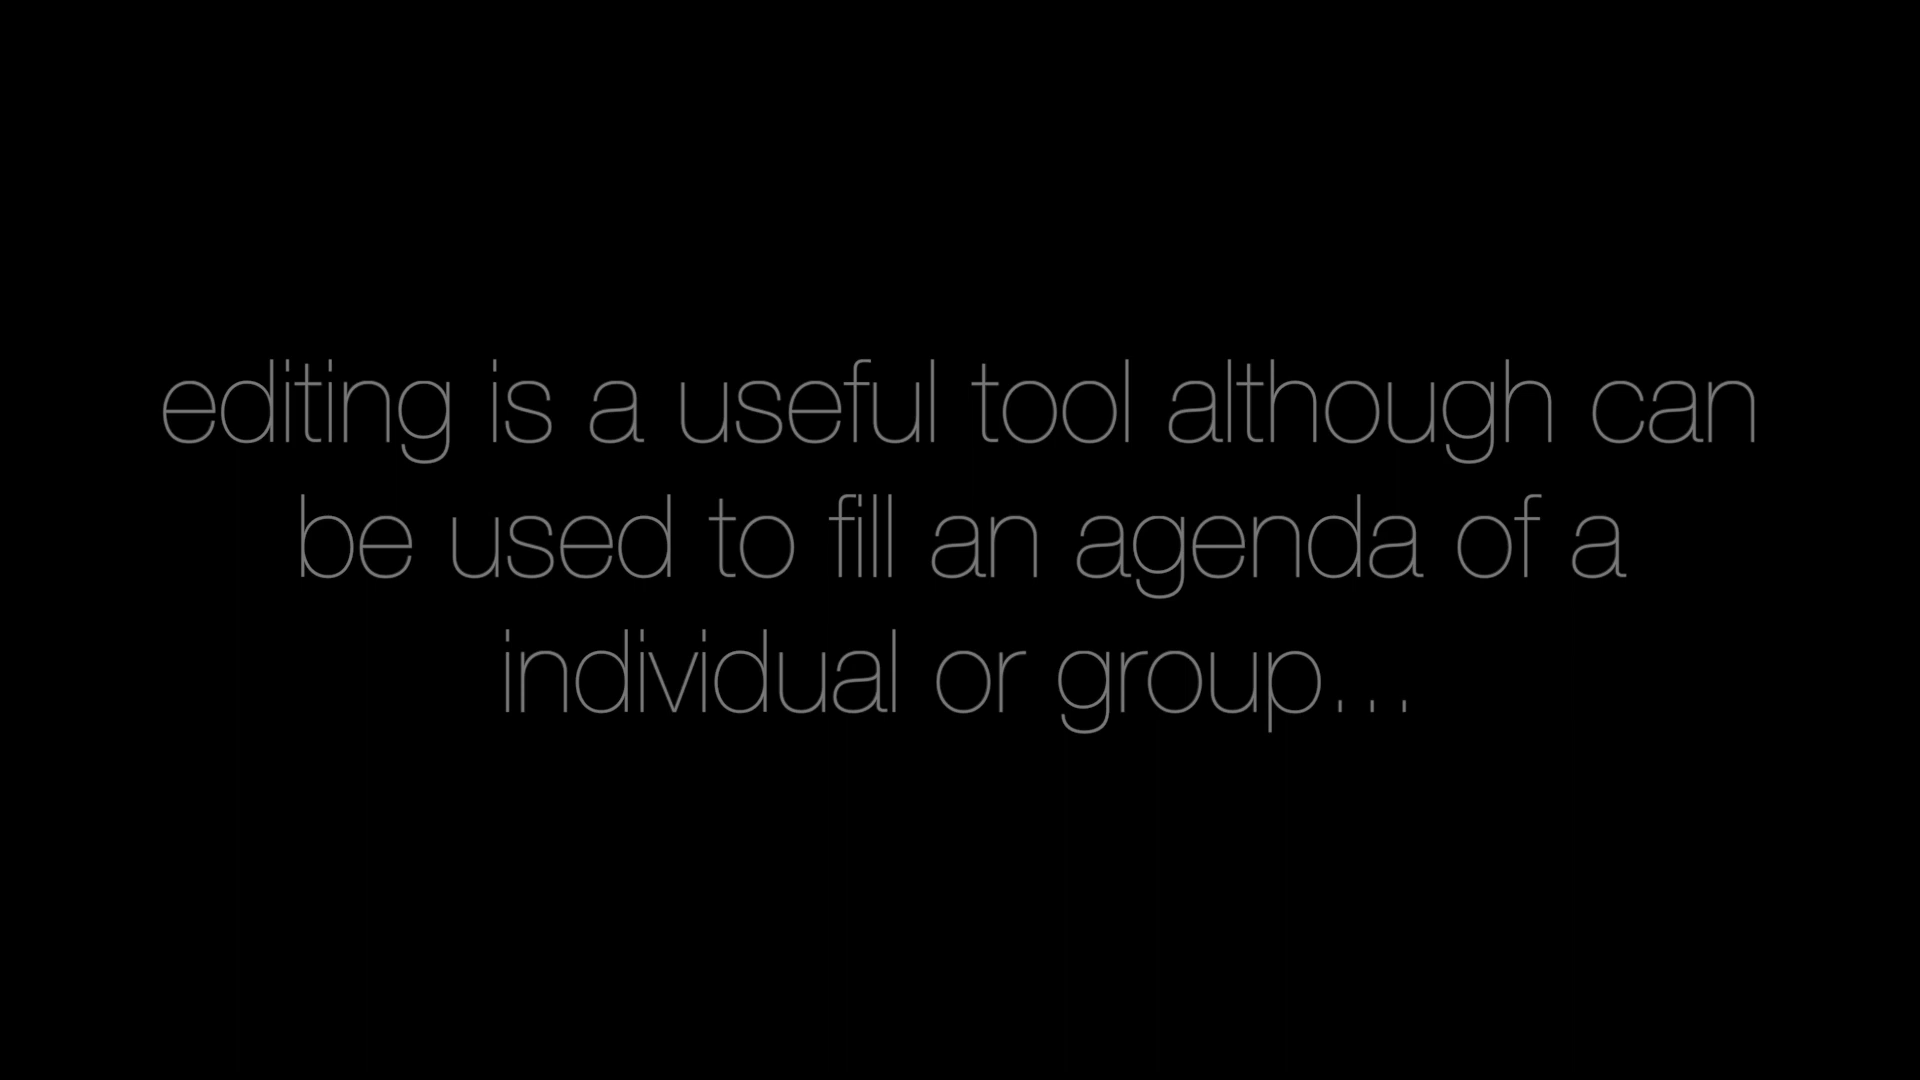 editing is a useful tool although can
be used to fill an agenda of a
individual or group...